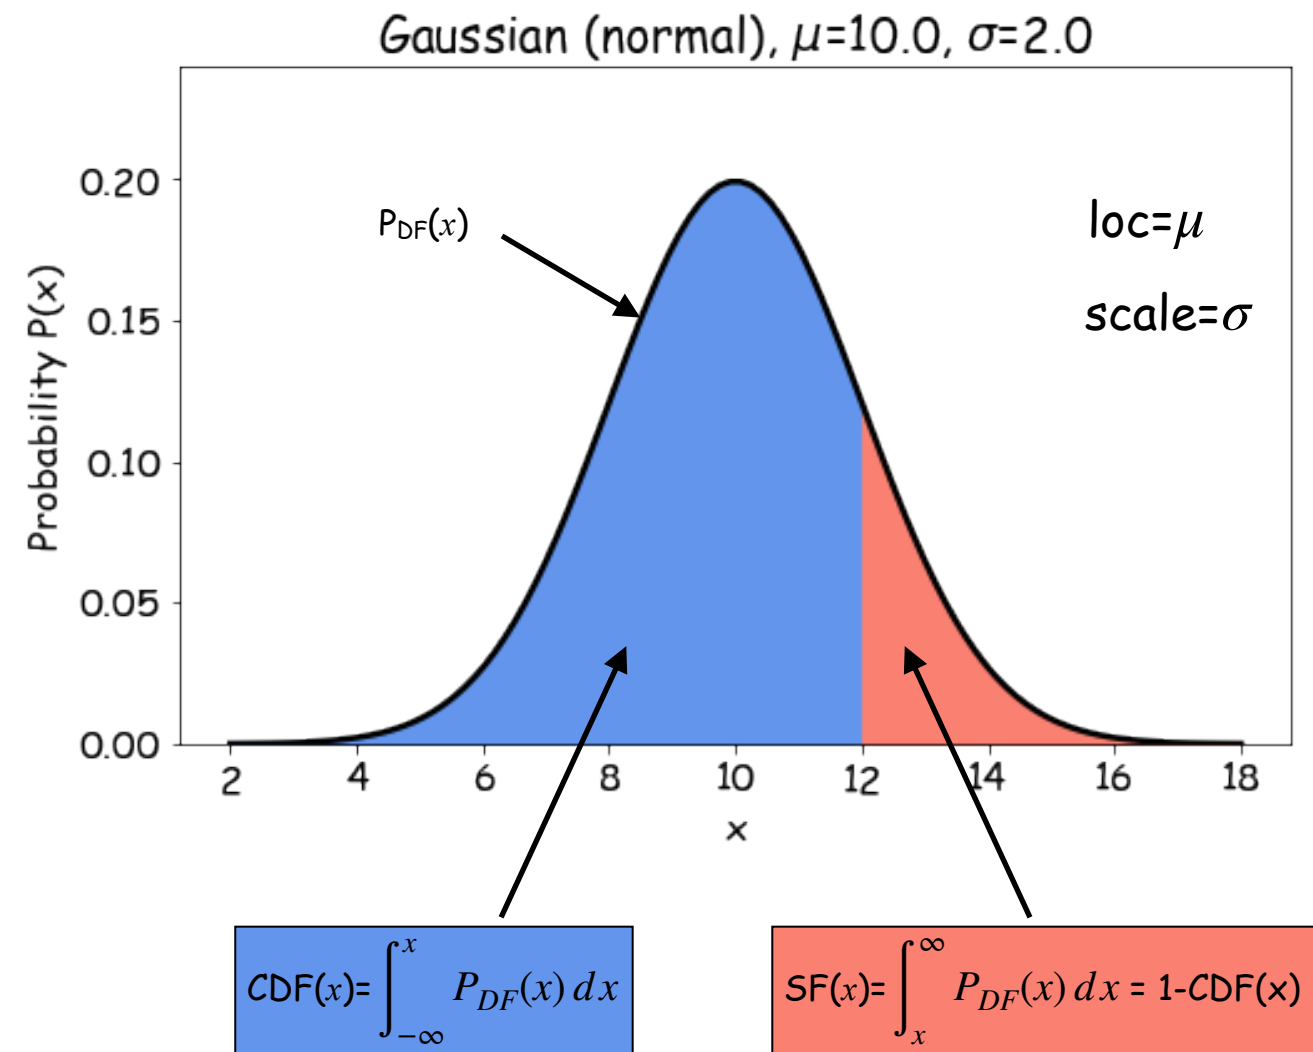 Gaussian (normal), μ=10.0, σ=2.0
0.20
0.15
0.10
0.05
0.00
Probability P(x)
P_DF(x)
loc=μ
scale=σ
2 4 6 8 10 12 14 16 18
x
CDF(x)=∫_{-∞}^{x} P_DF(x) dx
SF(x)=∫_{x}^{∞} P_DF(x) dx = 1-CDF(x)